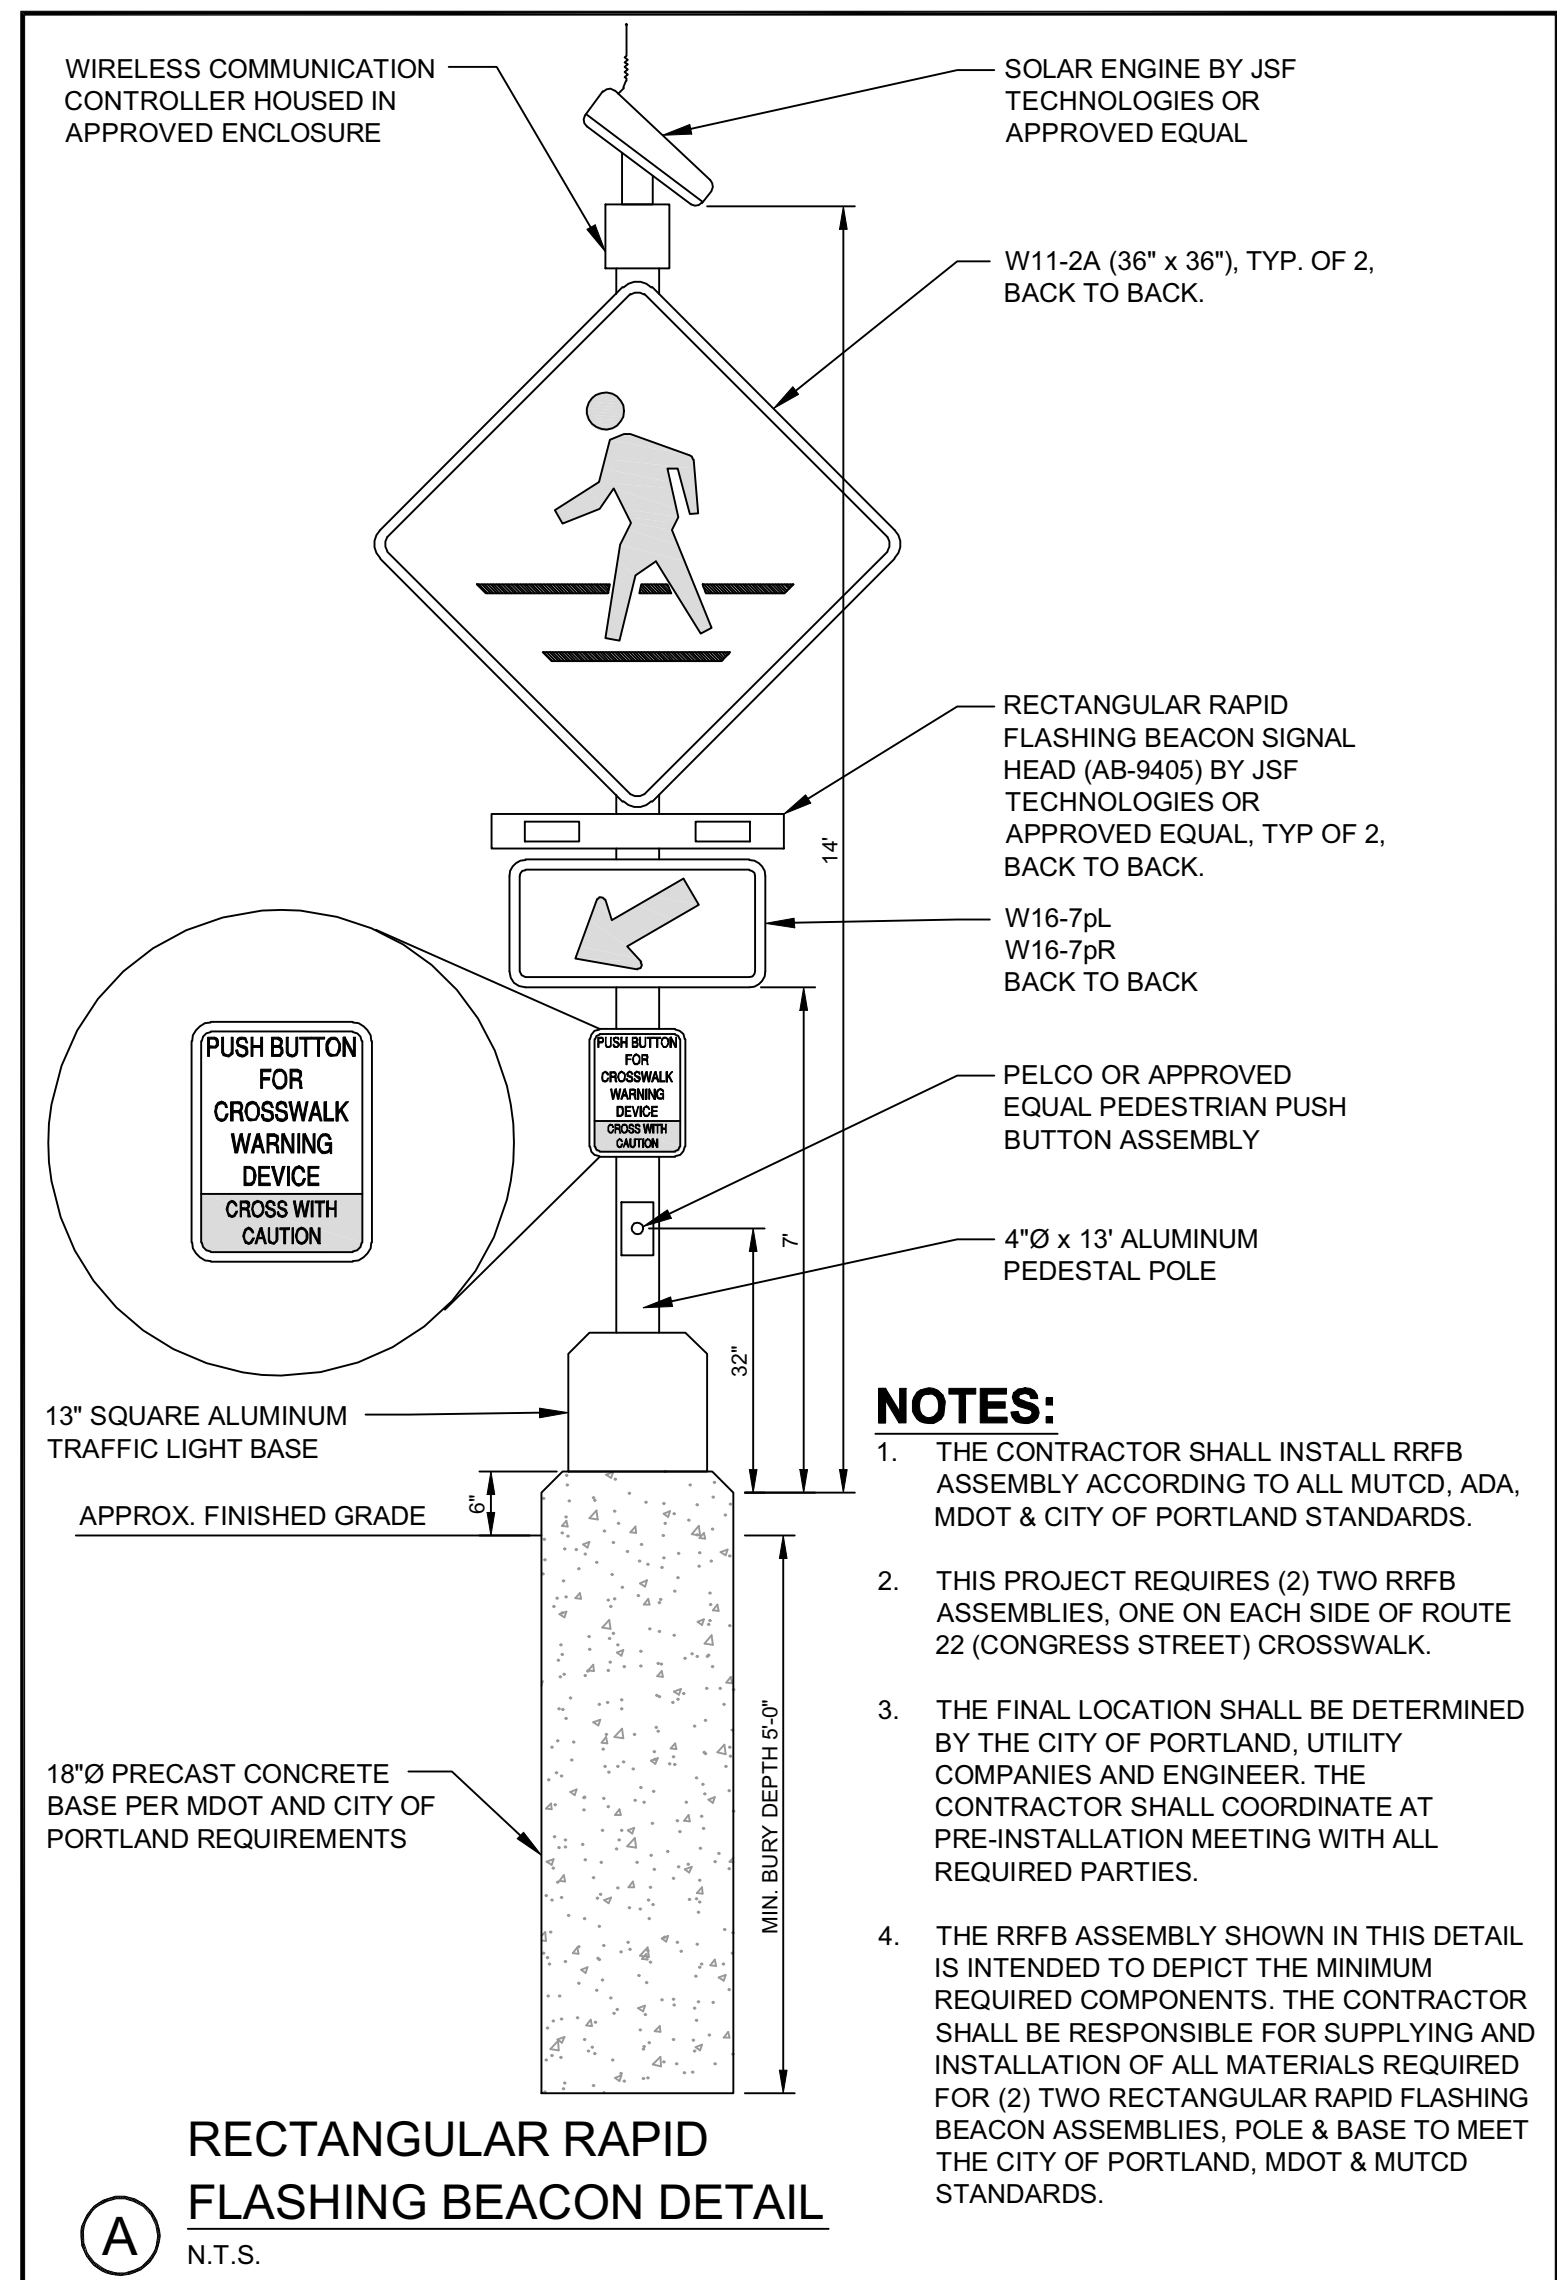 WIRELESS COMMUNICATION
CONTROLLER HOUSED IN
APPROVED ENCLOSURE
SOLAR ENGINE BY JSF
TECHNOLOGIES OR
APPROVED EQUAL
W11-2A (36" x 36"), TYP. OF 2,
BACK TO BACK.
RECTANGULAR RAPID
FLASHING BEACON SIGNAL
HEAD (AB-9405) BY JSF
TECHNOLOGIES OR
APPROVED EQUAL, TYP OF 2,
BACK TO BACK.
14'
W16-7pL
W16-7pR
BACK TO BACK
PUSH BUTTON
FOR
CROSSWALK
WARNING
DEVICE
CROSS WITH
CAUTION
PUSH BUTTON
FOR
CROSSWALK
WARNING
DEVICE
CROSS WITH
CAUTION
PELCO OR APPROVED
EQUAL PEDESTRIAN PUSH
BUTTON ASSEMBLY
7'
4"Ø x 13' ALUMINUM
PEDESTAL POLE
32"
13" SQUARE ALUMINUM
TRAFFIC LIGHT BASE
6"
APPROX. FINISHED GRADE
MIN. BURY DEPTH 5'-0"
18"Ø PRECAST CONCRETE
BASE PER MDOT AND CITY OF
PORTLAND REQUIREMENTS
NOTES:
1. THE CONTRACTOR SHALL INSTALL RRFB
ASSEMBLY ACCORDING TO ALL MUTCD, ADA,
MDOT & CITY OF PORTLAND STANDARDS.
2. THIS PROJECT REQUIRES (2) TWO RRFB
ASSEMBLIES, ONE ON EACH SIDE OF ROUTE
22 (CONGRESS STREET) CROSSWALK.
3. THE FINAL LOCATION SHALL BE DETERMINED
BY THE CITY OF PORTLAND, UTILITY
COMPANIES AND ENGINEER. THE
CONTRACTOR SHALL COORDINATE AT
PRE-INSTALLATION MEETING WITH ALL
REQUIRED PARTIES.
4. THE RRFB ASSEMBLY SHOWN IN THIS DETAIL
IS INTENDED TO DEPICT THE MINIMUM
REQUIRED COMPONENTS. THE CONTRACTOR
SHALL BE RESPONSIBLE FOR SUPPLYING AND
INSTALLATION OF ALL MATERIALS REQUIRED
FOR (2) TWO RECTANGULAR RAPID FLASHING
BEACON ASSEMBLIES, POLE & BASE TO MEET
THE CITY OF PORTLAND, MDOT & MUTCD
STANDARDS.
RECTANGULAR RAPID
FLASHING BEACON DETAIL
A
N.T.S.